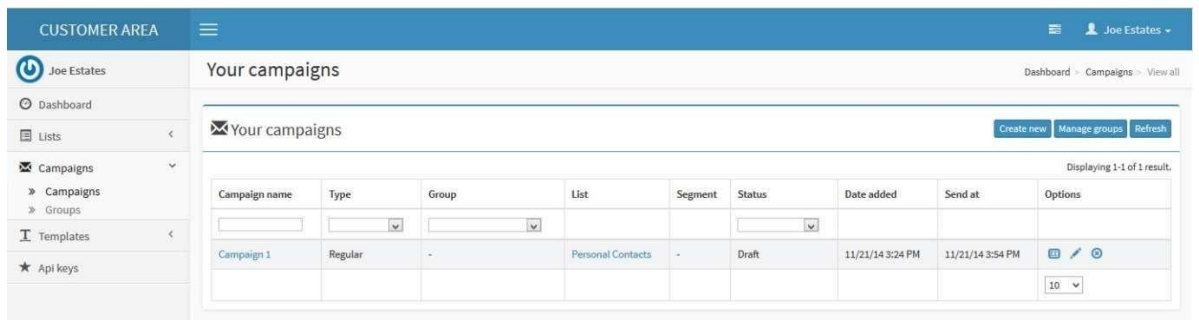 CUSTOMER AREA
Joe Estates
Joe Estates
Your campaigns
Dashboard > Campaigns > View all
Dashboard
Lists
Campaigns
» Campaigns
» Groups
Templates
Api keys
Your campaigns
Create new Manage groups Refresh
Displaying 1-1 of 1 result.
Campaign name Type Group List Segment Status Date added Send at Options
Campaign 1 Regular - Personal Contacts - Draft 11/21/14 3:24 PM 11/21/14 3:54 PM
10